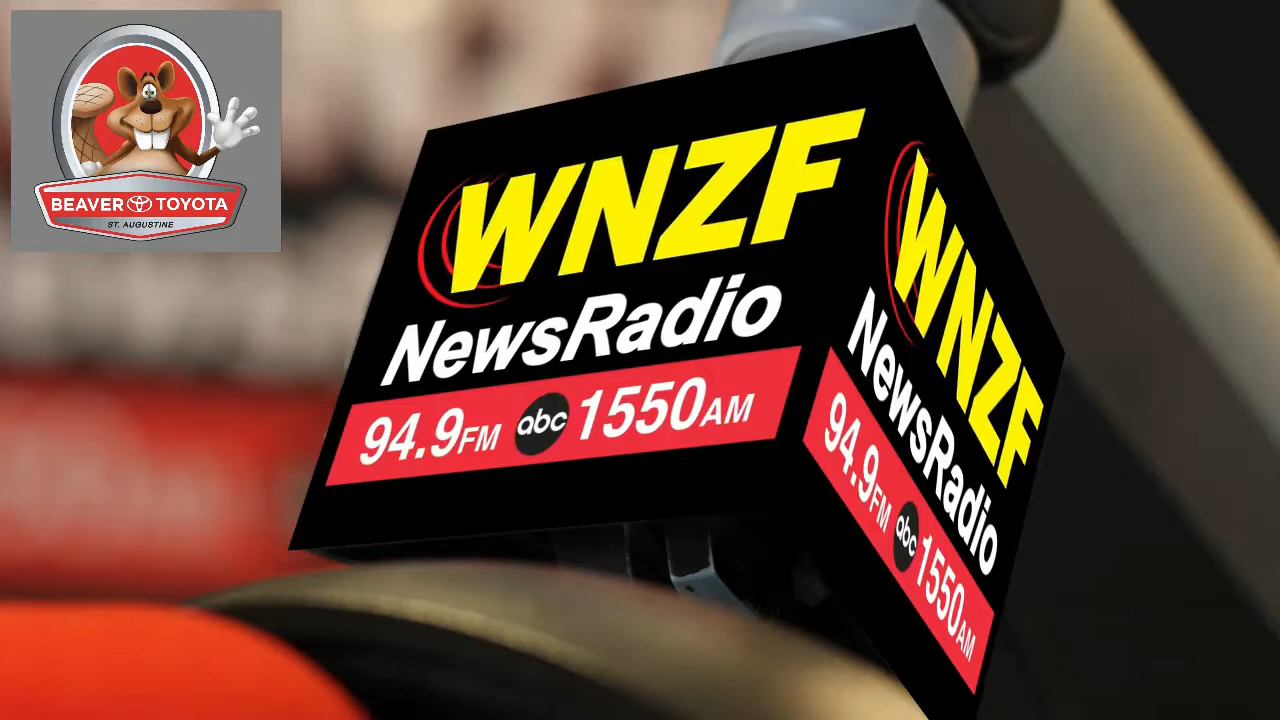 BEAVER TOYOTA
ST. AUGUSTINE
WNZF
NewsRadio
94.9FM abc 1550AM
WNZF
NewsRadio
94.9FM abc 1550AM